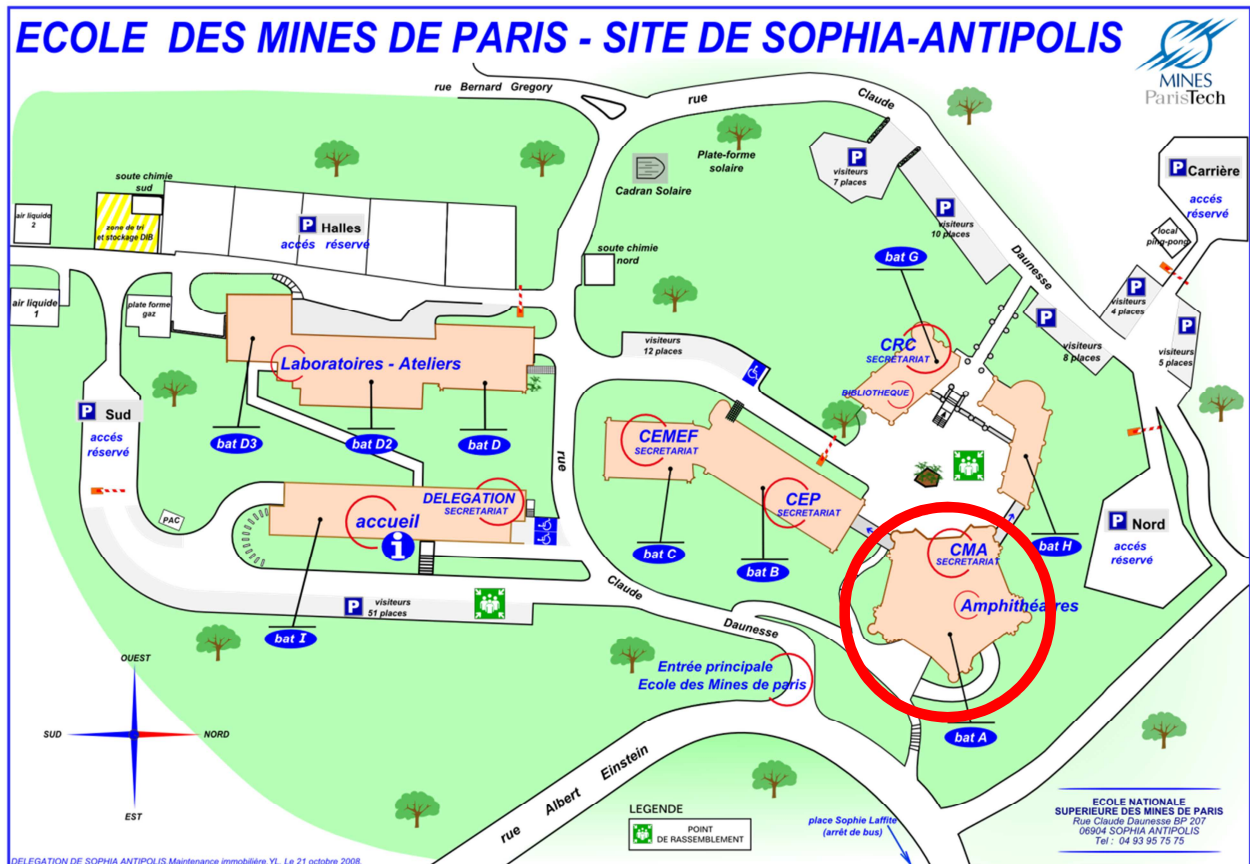 ECOLE DES MINES DE PARIS - SITE DE SOPHIA-ANTIPOLIS
MINES
ParisTech
rue Bernard Gregory
rue
Claude
Daunesse
Plate-forme
solaire
Cadran Solaire
P
visiteurs
7 places
P
visiteurs
10 places
P Carrière
accés
réservé
local
ping-pong
soute chimie
sud
air liquide
2
zone de tri
et stockage DIB
P Halles
accés réservé
soute chimie
nord
bat G
air liquide
1
plate forme
gaz
P
visiteurs
4 places
P
visiteurs
8 places
P
visiteurs
5 places
visiteurs
12 places
CRC
SECRETARIAT
BIBLIOTHEQUE
Laboratoires - Ateliers
P Sud
accés
réservé
bat D3
bat D2
bat D
CEMEF
SECRETARIAT
rue
DELEGATION
SECRETARIAT
CEP
SECRETARIAT
PAC
accueil
i
P Nord
accés
réservé
bat C
bat B
bat H
CMA
SECRETARIAT
Amphithéaires
Claude
Daunesse
P visiteurs
51 places
bat I
Entrée principale
Ecole des Mines de paris
bat A
OUEST
SUD
NORD
EST
rue Albert Einstein
LEGENDE
POINT
DE RASSEMBLEMENT
place Sophie Laffite
(arrêt de bus)
ECOLE NATIONALE
SUPERIEURE DES MINES DE PARIS
Rue Claude Daunesse BP 207
06904 SOPHIA ANTIPOLIS
Tel : 04 93 95 75 75
DELEGATION DE SOPHIA ANTIPOLIS Maintenance immobilière YL. Le 21 octobre 2008.